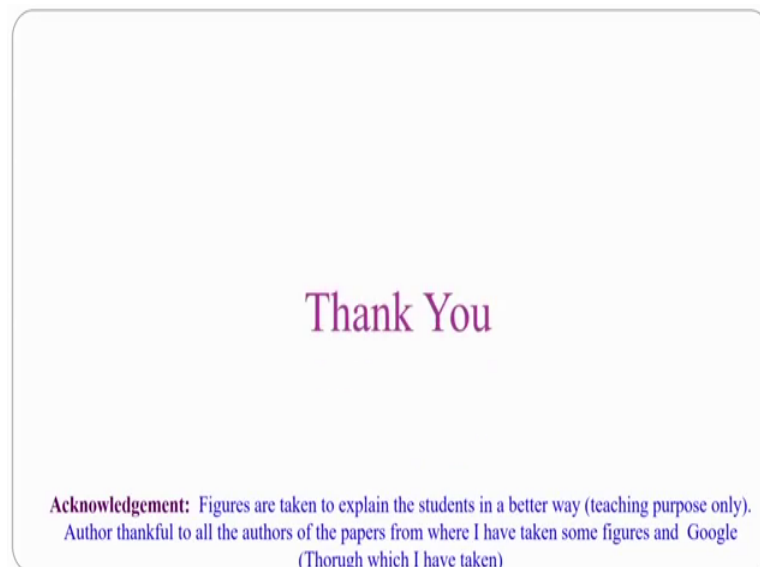 Thank You
Acknowledgement: Figures are taken to explain the students in a better way (teaching purpose only).
Author thankful to all the authors of the papers from where I have taken some figures and Google
(Thorugh which I have taken)